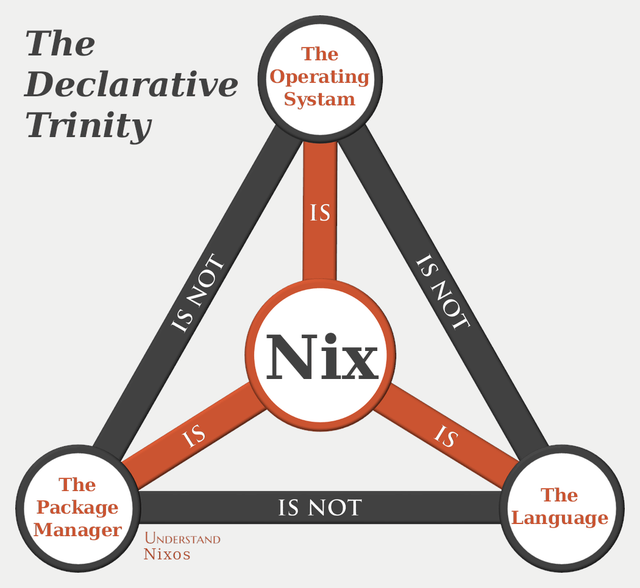 The
Declarative
Trinity
The
Operating
Systam
IS
IS NOT
IS NOT
Nix
IS
IS
The
Package
Manager
IS NOT
The
Language
Understand
Nixos